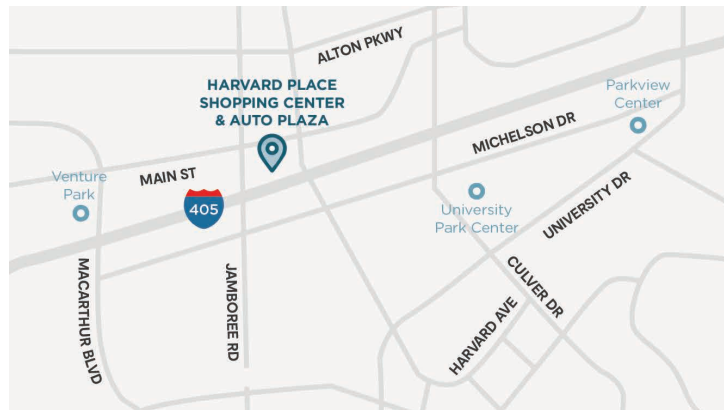 ALTON PKWY
HARVARD PLACE
SHOPPING CENTER
& AUTO PLAZA
Parkview
Center
MICHELSON DR
Venture
Park
MAIN ST
405
University
Park Center
UNIVERSITY DR
MACARTHUR BLVD
JAMBOREE RD
CULVER DR
HARVARD AVE